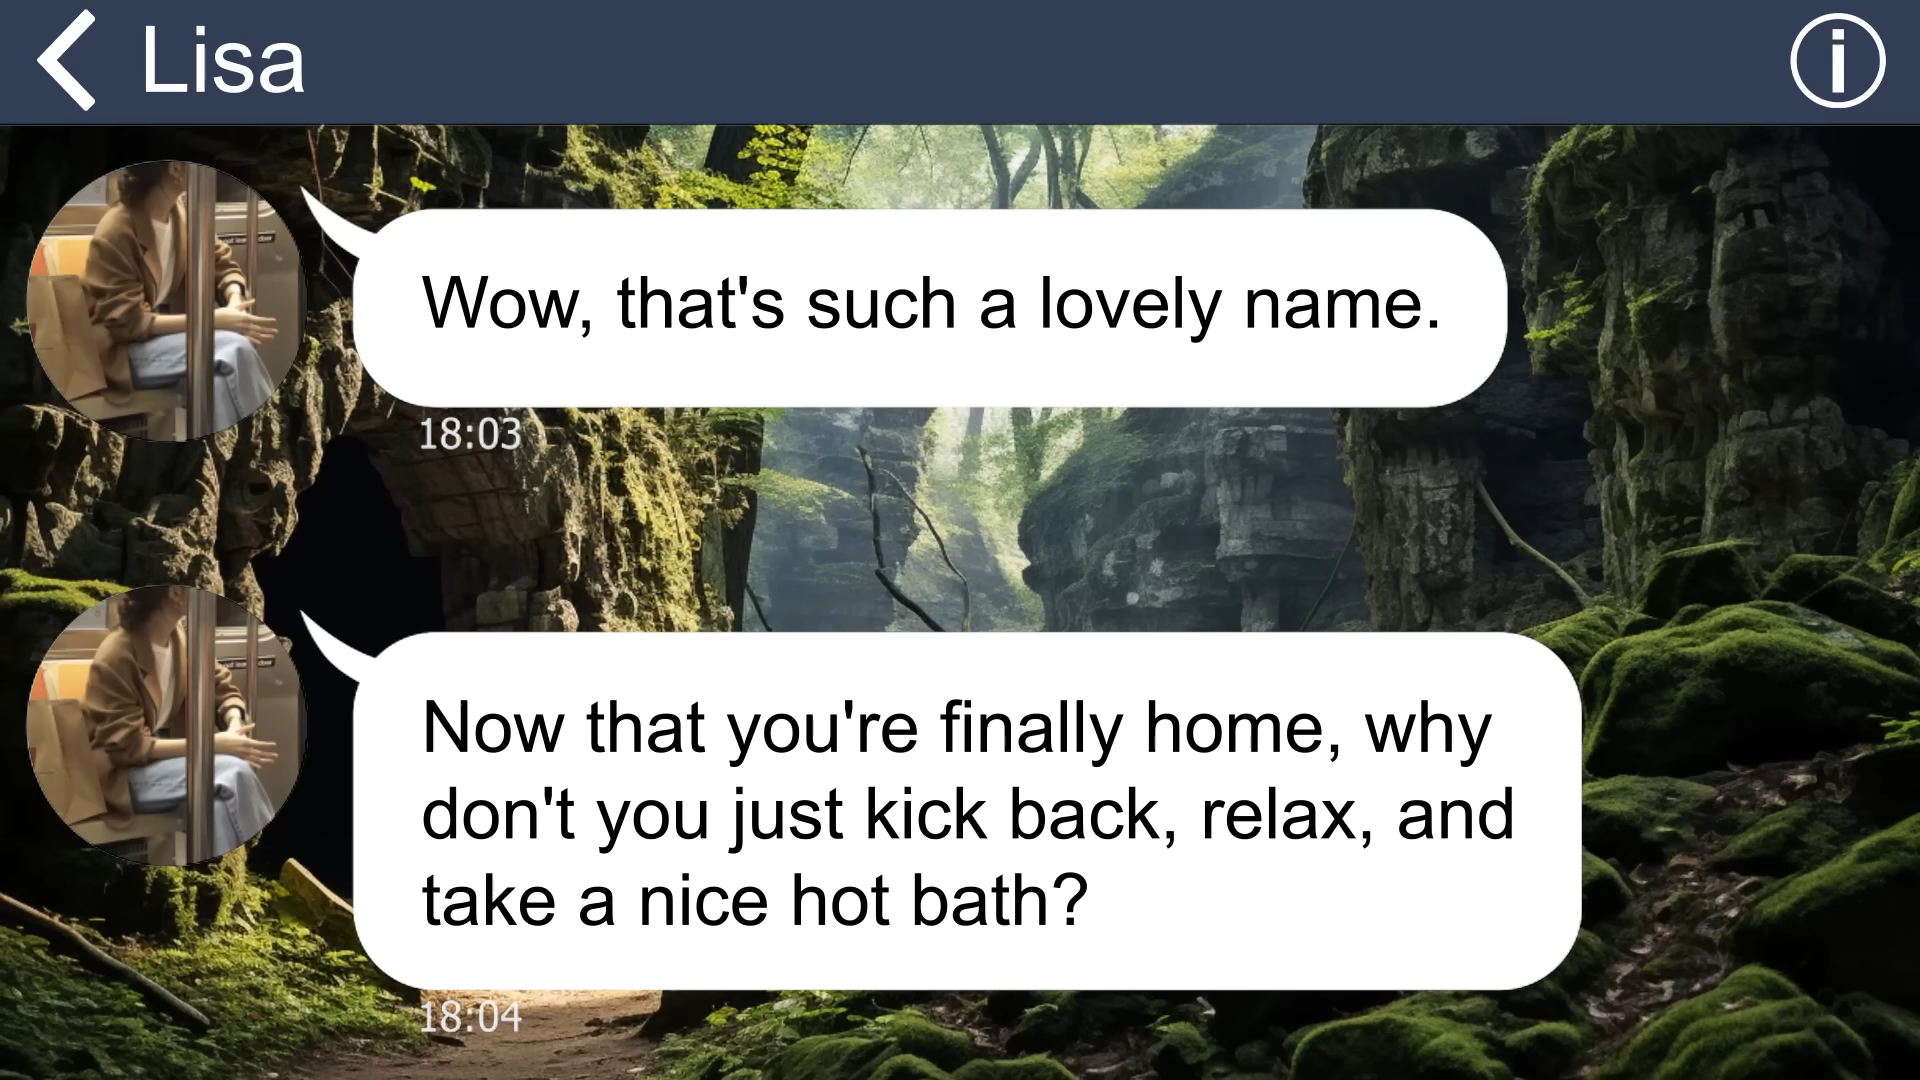 Lisa
Wow, that's such a lovely name.
18:03
Now that you're finally home, why
don't you just kick back, relax, and
take a nice hot bath?
18:04